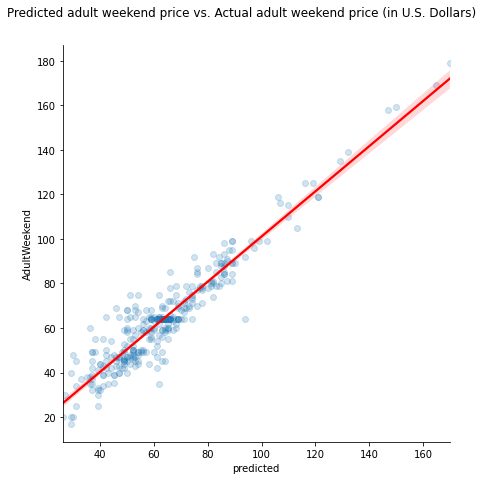 Predicted adult weekend price vs. Actual adult weekend price (in U.S. Dollars)
180
160
140
120
100
80
60
40
20
AdultWeekend
40 60 80 100 120 140 160
predicted